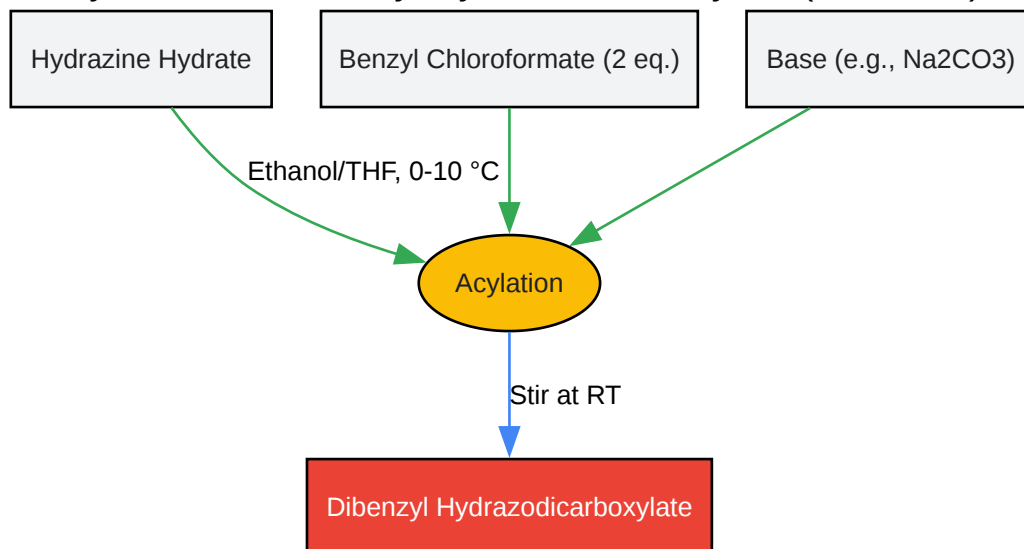 Hydrazine Hydrate
Benzyl Chloroformate (2 eq.)
Base (e.g., Na2CO3)
Ethanol/THF, 0-10 °C
Acylation
Stir at RT
Dibenzyl Hydrazodicarboxylate